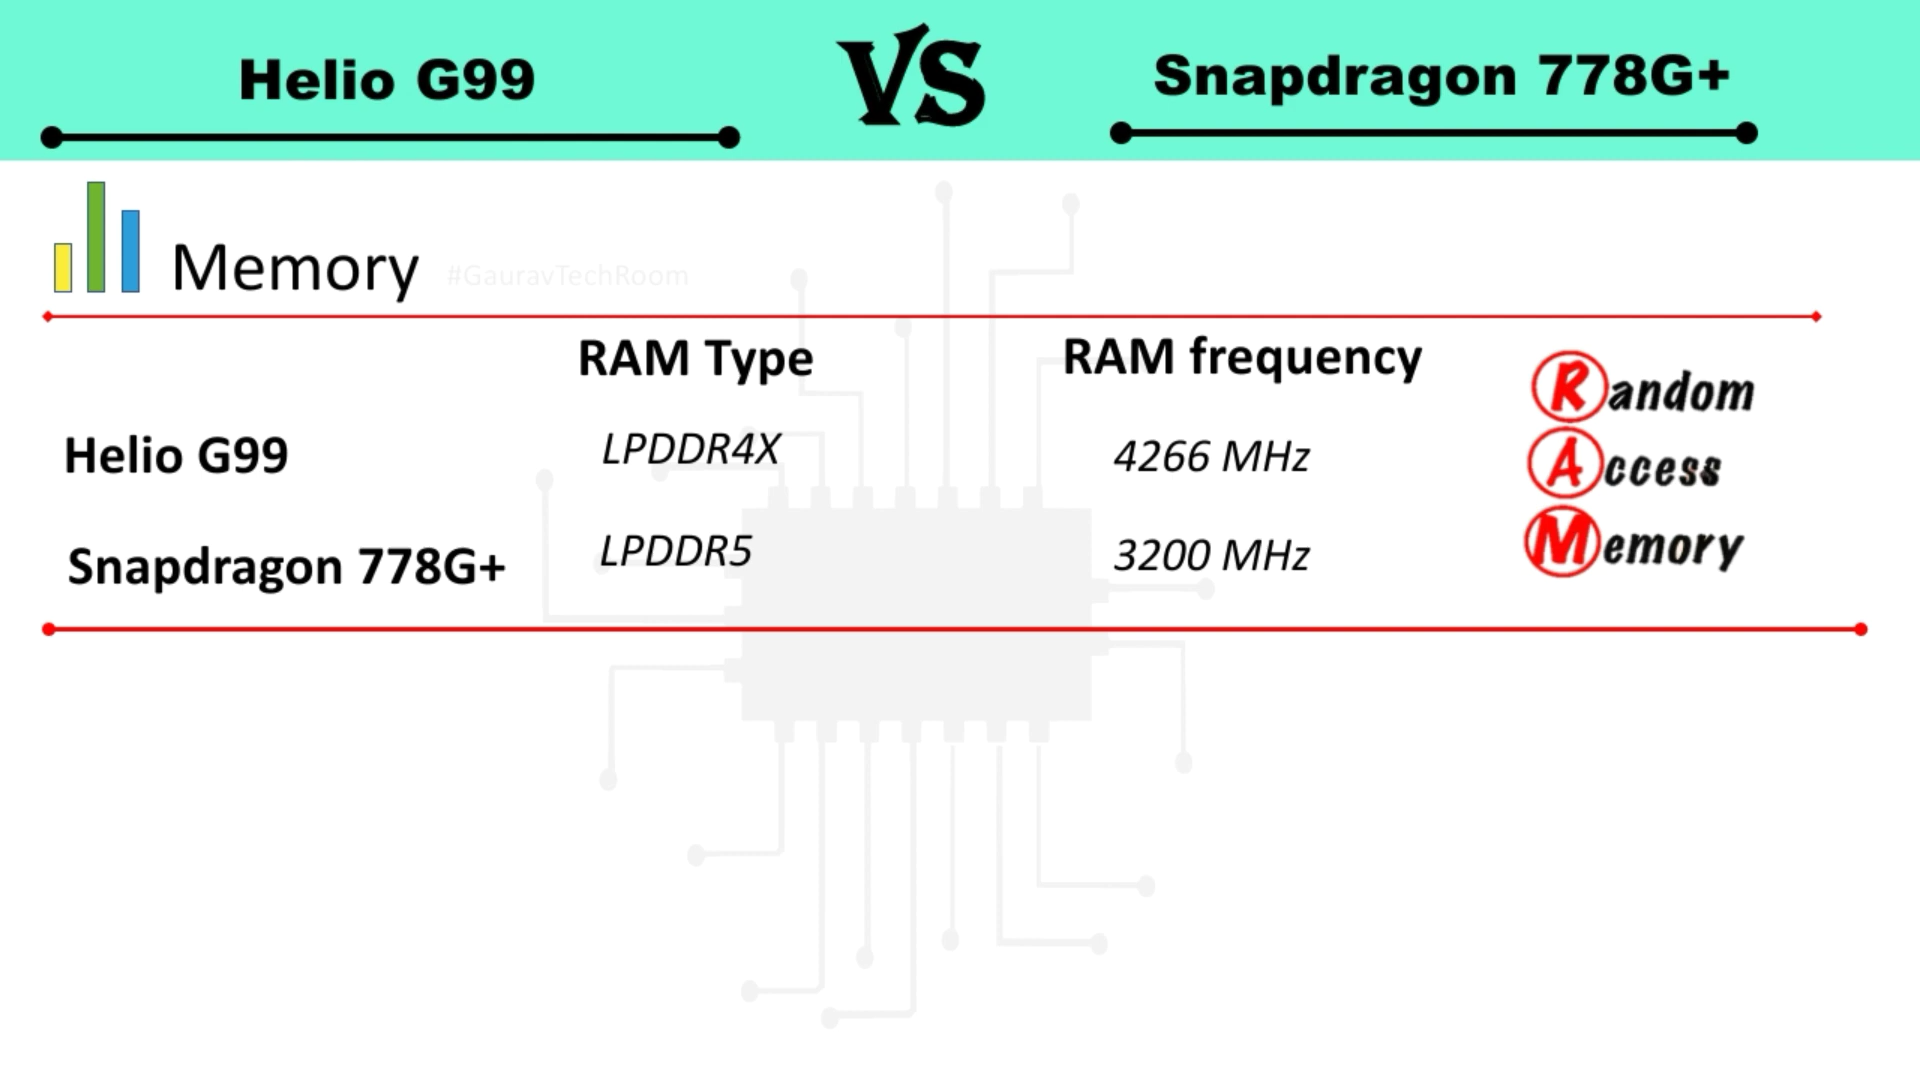 Helio G99 VS Snapdragon 778G+
Memory #GauravTechRoom
RAM Type RAM frequency
Helio G99 LPDDR4X 4266 MHz
Snapdragon 778G+ LPDDR5 3200 MHz
Random
Access
Memory